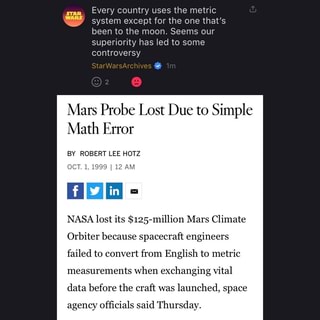 STAR
WARS
Every country uses the metric
system except for the one that's
been to the moon. Seems our
superiority has led to some
controversy
StarWarsArchives 1m
2
Mars Probe Lost Due to Simple
Math Error
BY ROBERT LEE HOTZ
OCT. 1, 1999 | 12 AM
f in
NASA lost its $125-million Mars Climate
Orbiter because spacecraft engineers
failed to convert from English to metric
measurements when exchanging vital
data before the craft was launched, space
agency officials said Thursday.